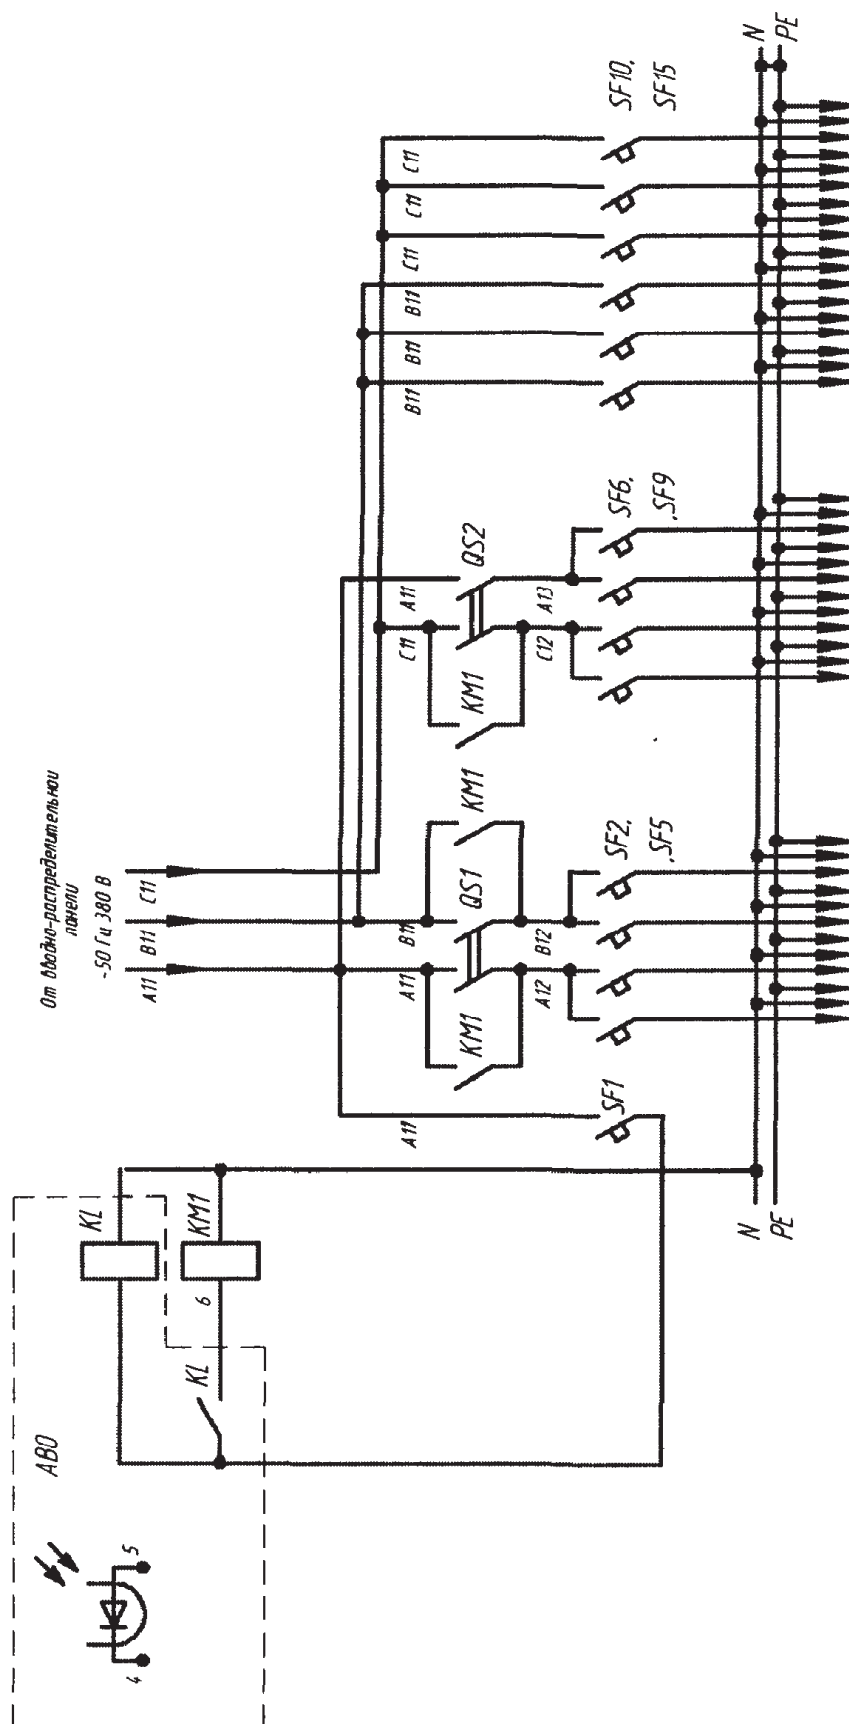 От вводно-распределительнои
панели
~50 Гц 380 В
A11
B11
C11
N
PE
SF10,
SF15
C11
C11
C11
B11
B11
B11
SF6,
,SF9
QS2
A11
C11
A13
C12
KM1
KM1
QS1
B11
A11
B12
A12
SF2,
,SF5
KM1
SF1
A11
N
PE
KL
KM1
6
KL
АВО
5
4